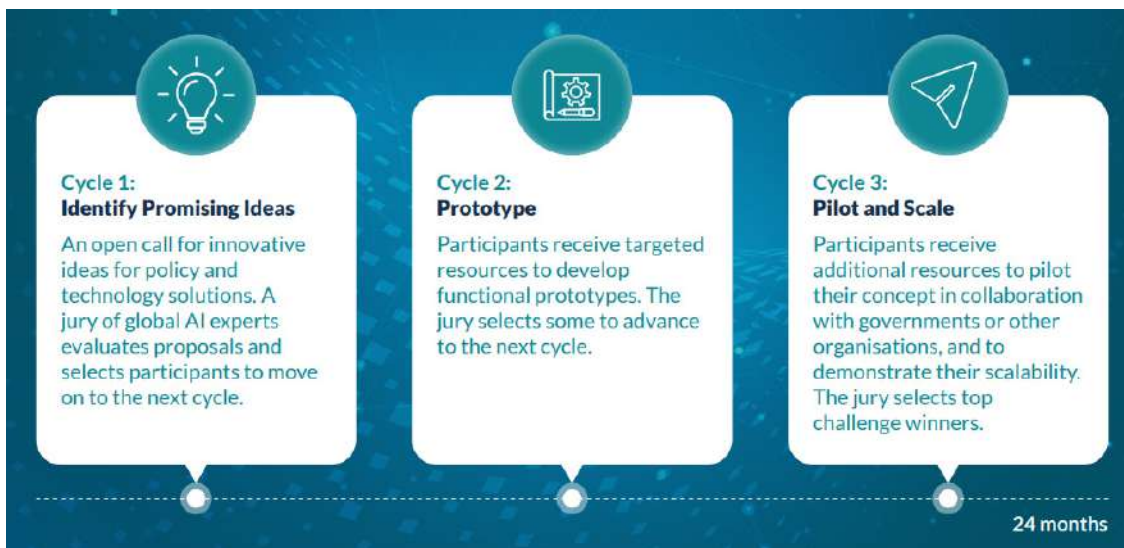 Cycle 1:
Identify Promising Ideas
An open call for innovative
ideas for policy and
technology solutions. A
jury of global AI experts
evaluates proposals and
selects participants to move
on to the next cycle.
Cycle 2:
Prototype
Participants receive targeted
resources to develop
functional prototypes. The
jury selects some to advance
to the next cycle.
Cycle 3:
Pilot and Scale
Participants receive
additional resources to pilot
their concept in collaboration
with governments or other
organisations, and to
demonstrate their scalability.
The jury selects top
challenge winners.
24 months